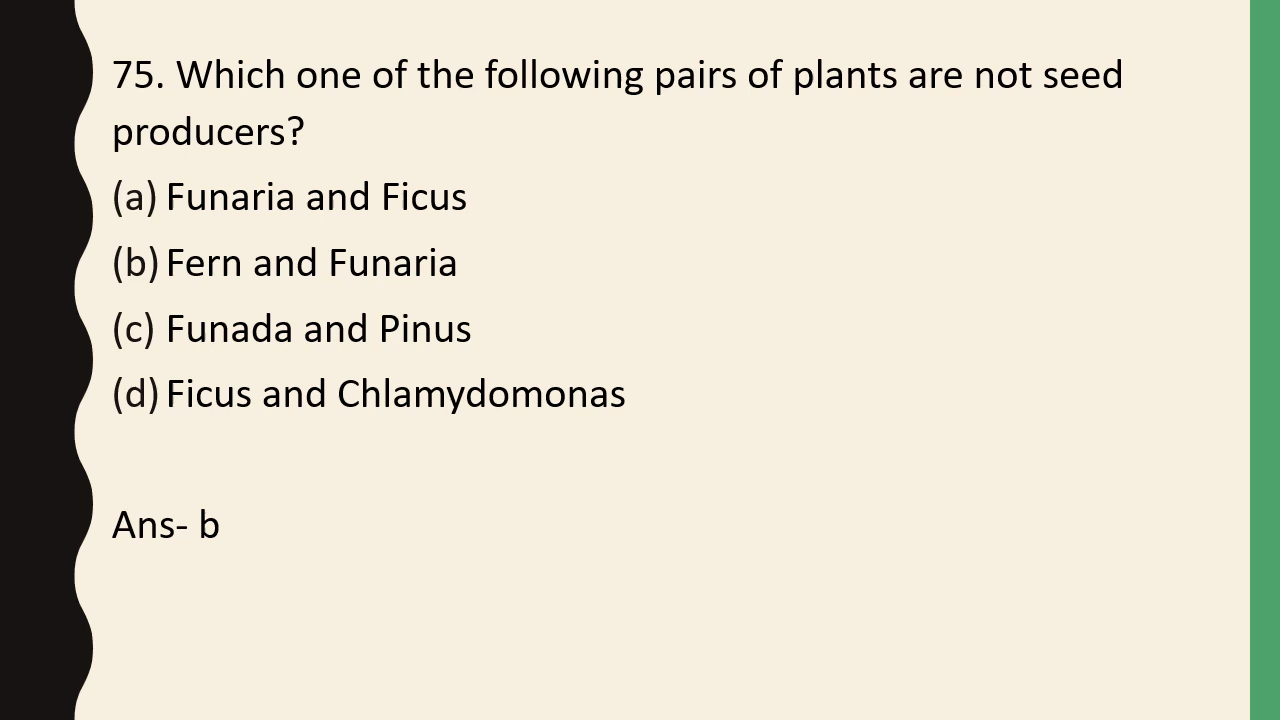 75. Which one of the following pairs of plants are not seed
producers?
(a) Funaria and Ficus
(b) Fern and Funaria
(c) Funada and Pinus
(d) Ficus and Chlamydomonas
Ans- b